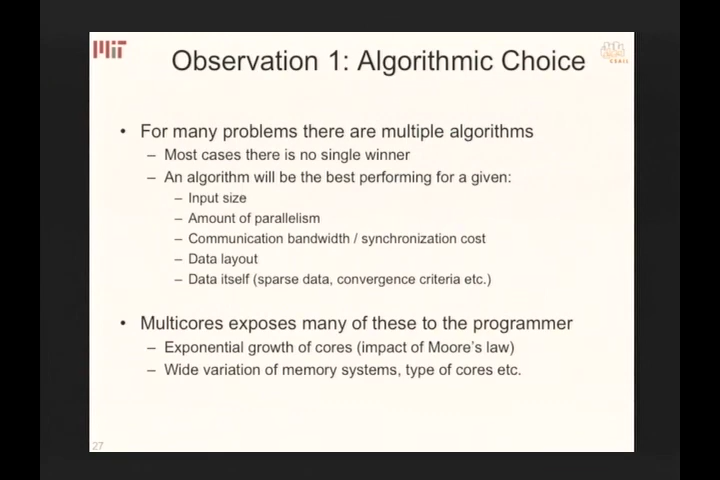 MIT
Observation 1: Algorithmic Choice
CSAIL
• For many problems there are multiple algorithms
– Most cases there is no single winner
– An algorithm will be the best performing for a given:
– Input size
– Amount of parallelism
– Communication bandwidth / synchronization cost
– Data layout
– Data itself (sparse data, convergence criteria etc.)
• Multicores exposes many of these to the programmer
– Exponential growth of cores (impact of Moore's law)
– Wide variation of memory systems, type of cores etc.
27